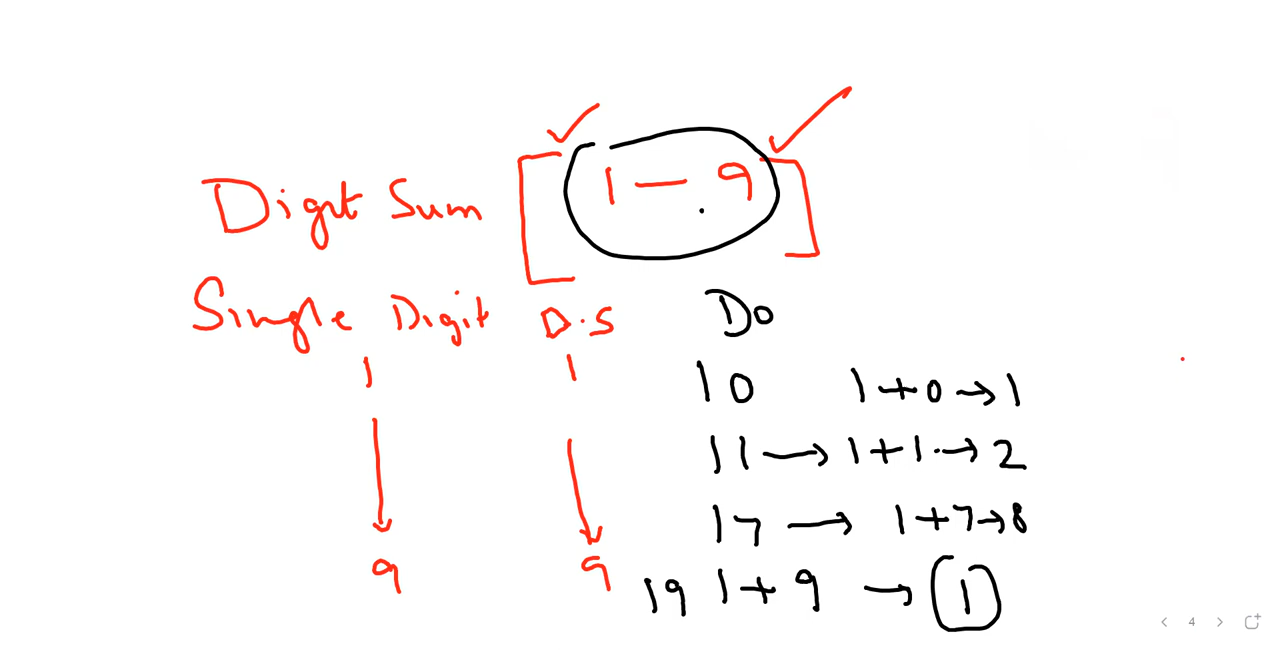 Digit Sum [ 1 — 9 ]
Single Digit D.S Do
1 1 10 1+0→1
11 → 1+1→2
17 → 1+7→8
9 9 19 1+9 → 1
< 4 >